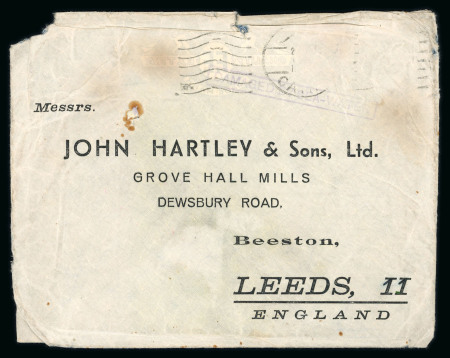 Messrs.
JOHN HARTLEY & Sons, Ltd.
GROVE HALL MILLS
DEWSBURY ROAD.
Beeston,
LEEDS, 11
ENGLAND